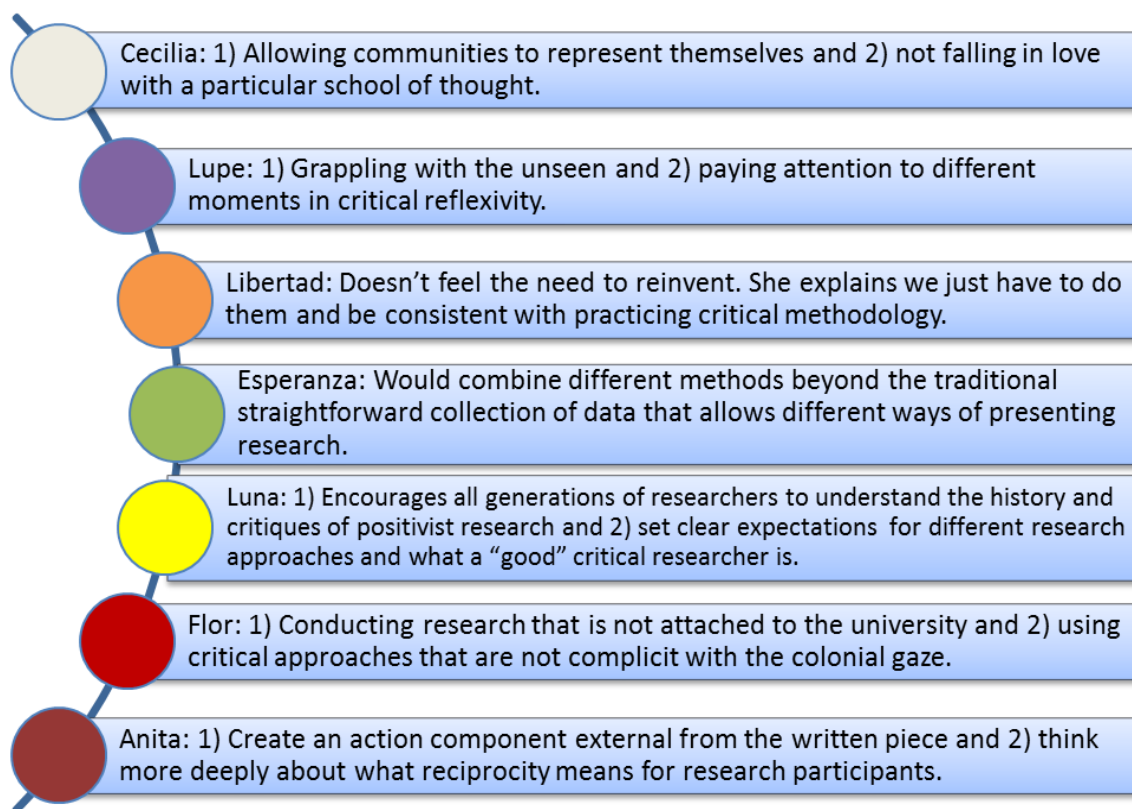 Cecilia: 1) Allowing communities to represent themselves and 2) not falling in love
with a particular school of thought.
Lupe: 1) Grappling with the unseen and 2) paying attention to different
moments in critical reflexivity.
Libertad: Doesn’t feel the need to reinvent. She explains we just have to do
them and be consistent with practicing critical methodology.
Esperanza: Would combine different methods beyond the traditional
straightforward collection of data that allows different ways of presenting
research.
Luna: 1) Encourages all generations of researchers to understand the history and
critiques of positivist research and 2) set clear expectations for different research
approaches and what a “good” critical researcher is.
Flor: 1) Conducting research that is not attached to the university and 2) using
critical approaches that are not complicit with the colonial gaze.
Anita: 1) Create an action component external from the written piece and 2) think
more deeply about what reciprocity means for research participants.